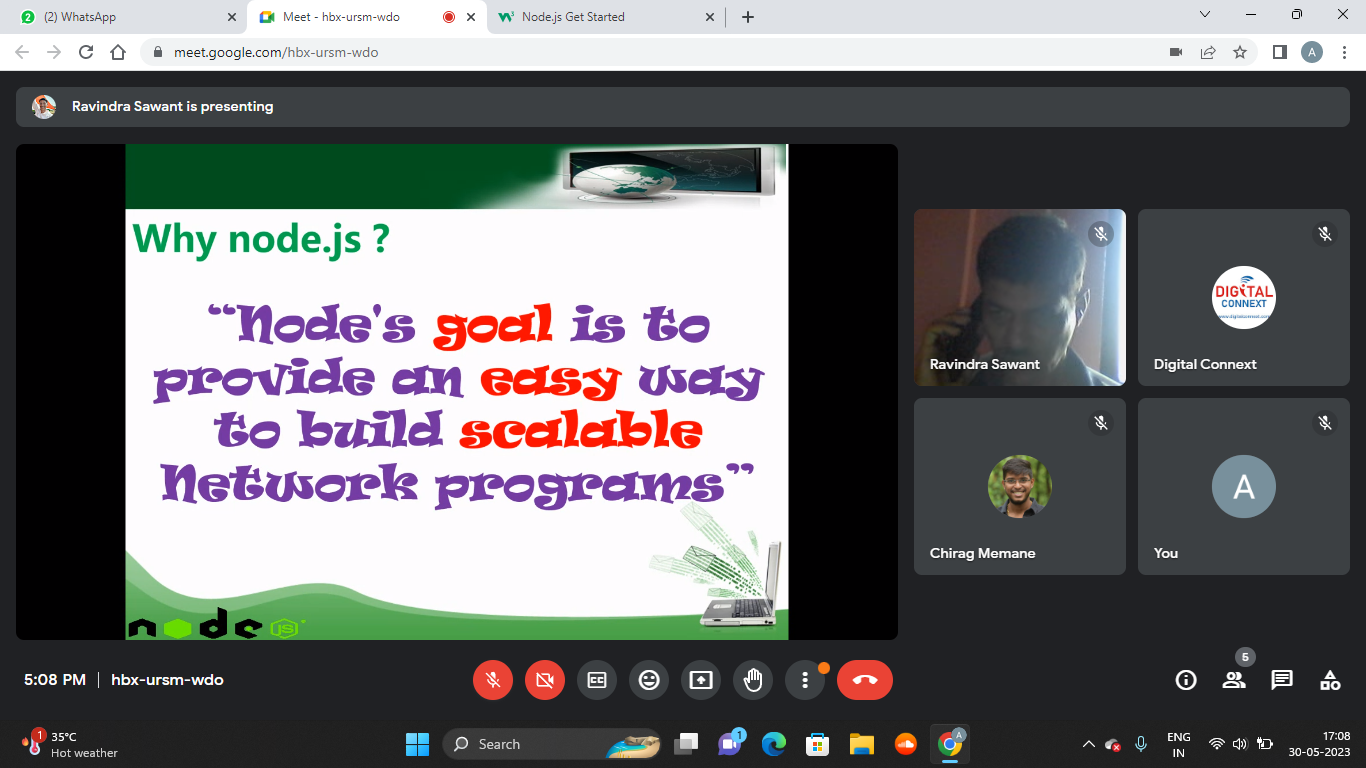 (2) WhatsApp
Meet - hbx-ursm-wdo
Node.js Get Started
meet.google.com/hbx-ursm-wdo
A
Ravindra Sawant is presenting
Why node.js ?
“Node's goal is to
provide an easy way
to build scalable
Network programs”
node
JS
Ravindra Sawant
DIGITAL
CONNEXT
Digital Connext
Chirag Memane
A
You
5:08 PM | hbx-ursm-wdo
CC
5
1
35°C
Hot weather
Search
1
A
ENG
IN
17:08
30-05-2023